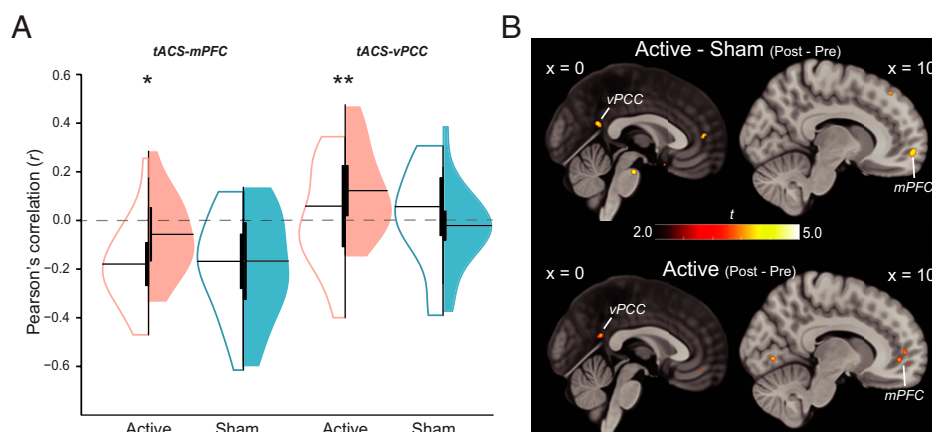 A
tACS-mPFC
tACS-vPCC
*
**
Pearson's correlation (r)
0.6
0.4
0.2
0.0
−0.2
−0.4
−0.6
Active
Sham
Active
Sham
B
Active - Sham (Post - Pre)
x = 0
x = 10
vPCC
mPFC
t
2.0
5.0
Active (Post - Pre)
x = 0
x = 10
vPCC
mPFC